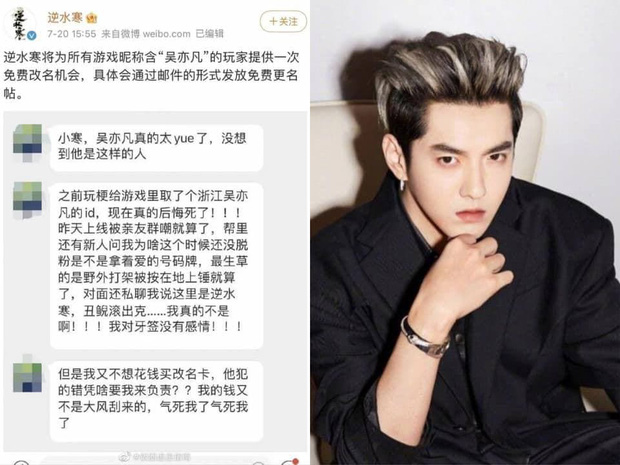 逆水寒
7-20 15:55 来自微博 weibo.com 已编辑
+关注
逆水寒将为所有游戏昵称含“吴亦凡”的玩家提供一次
免费改名机会，具体会通过邮件的形式发放免费更名
帖。
小寒，吴亦凡真的太yue了，没想
到他是这样的人
之前玩梗给游戏里取了个浙江吴亦
凡的id，现在真的后悔死了！！！
昨天上线被亲友群嘲就算了，帮里
还有新人问我为啥这个时候还没脱
粉是不是拿着爱的号码牌，最生草
的是野外打架被按在地上锤就算
了，对面还私聊我说这里是逆水
寒，丑鲵滚出克……我真的不是
啊！！！我对牙签没有感情！！！
但是我又不想花钱买改名卡，他犯
的错凭啥要我来负责？？我的钱又
不是大风刮来的，气死我了气死我
了